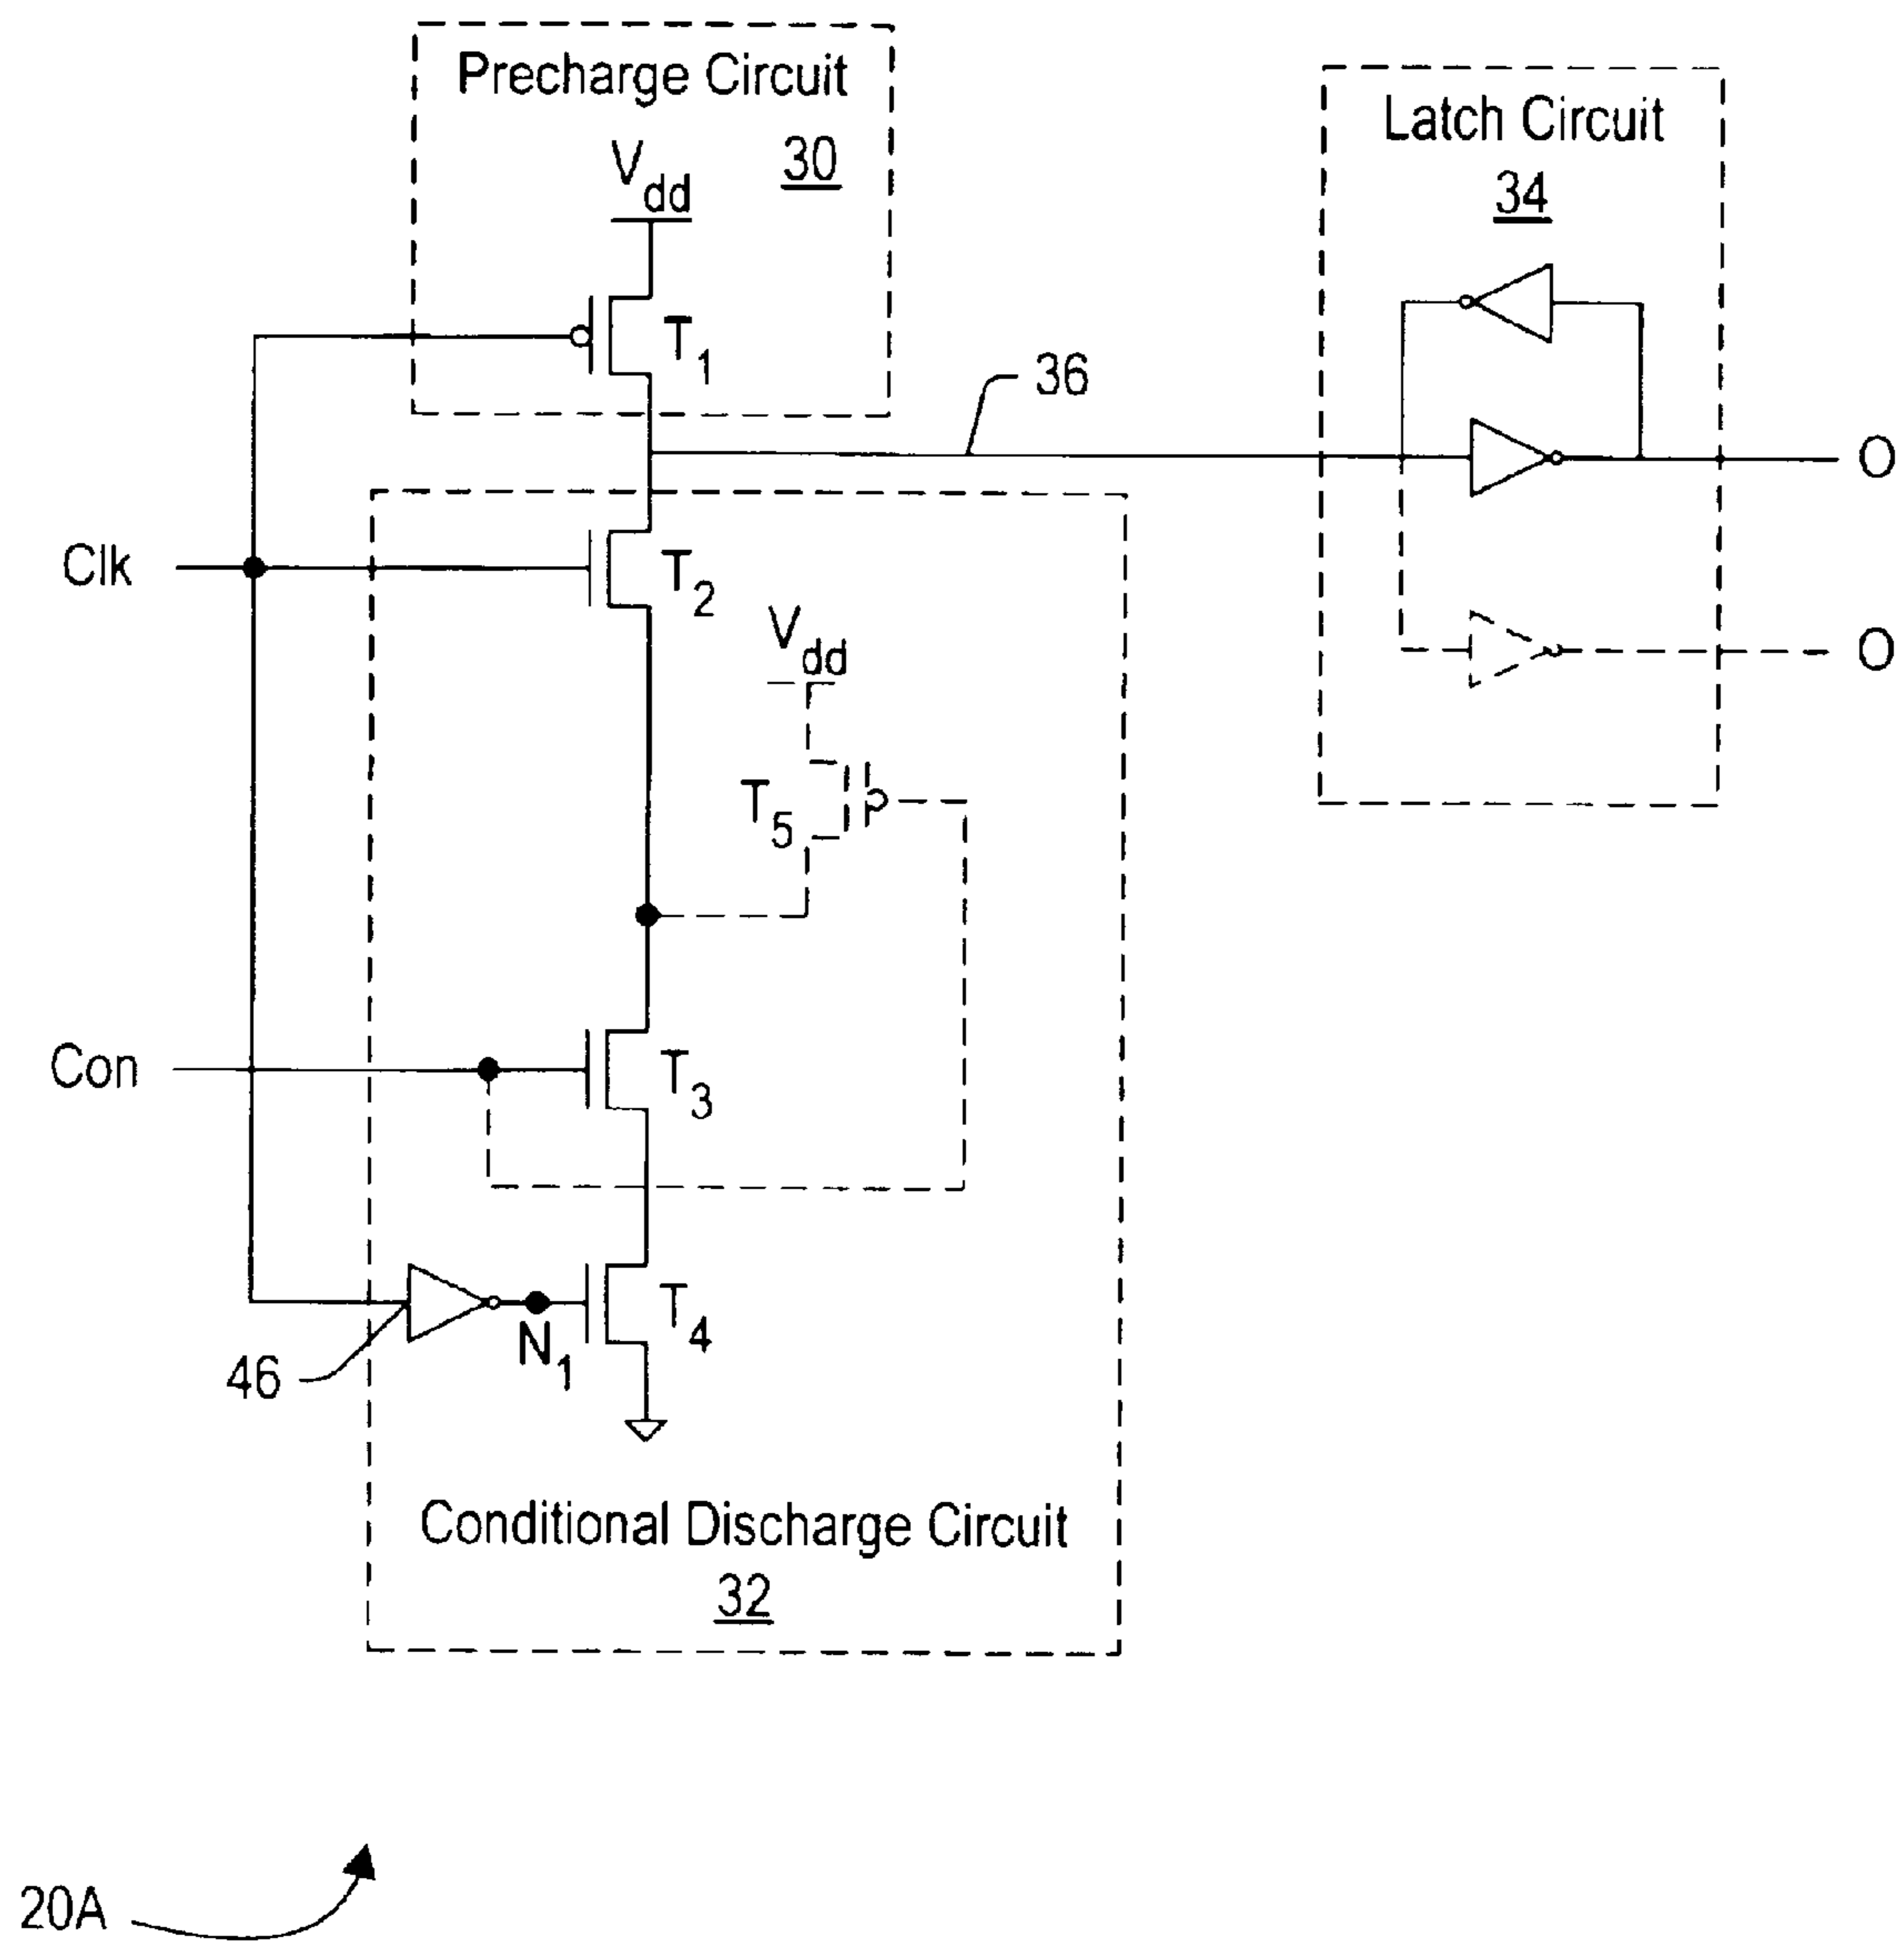 Precharge Circuit
30
Vdd
T1
Latch Circuit
34
36
O
Clk
T2
Vdd
O
T5
Con
T3
46
N1
T4
Conditional Discharge Circuit
32
20A